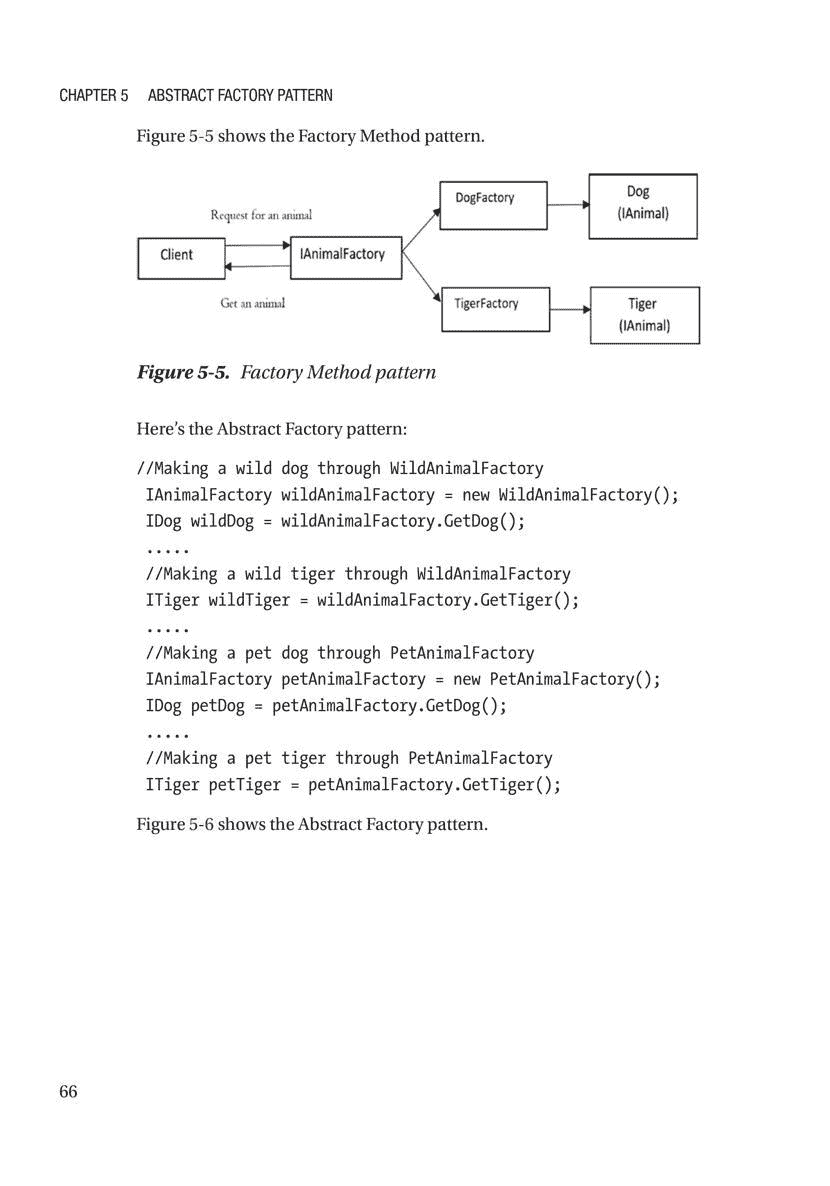 CHAPTER 5 ABSTRACT FACTORY PATTERN
Figure 5-5 shows the Factory Method pattern.
Request for an animal
Client
Get an animal
IAnimalFactory
DogFactory
Dog
(IAnimal)
TigerFactory
Tiger
(IAnimal)
Figure 5-5. Factory Method pattern
Here’s the Abstract Factory pattern:
//Making a wild dog through WildAnimalFactory
IAnimalFactory wildAnimalFactory = new WildAnimalFactory();
IDog wildDog = wildAnimalFactory.GetDog();
.....
//Making a wild tiger through WildAnimalFactory
ITiger wildTiger = wildAnimalFactory.GetTiger();
.....
//Making a pet dog through PetAnimalFactory
IAnimalFactory petAnimalFactory = new PetAnimalFactory();
IDog petDog = petAnimalFactory.GetDog();
.....
//Making a pet tiger through PetAnimalFactory
ITiger petTiger = petAnimalFactory.GetTiger();
Figure 5-6 shows the Abstract Factory pattern.
66